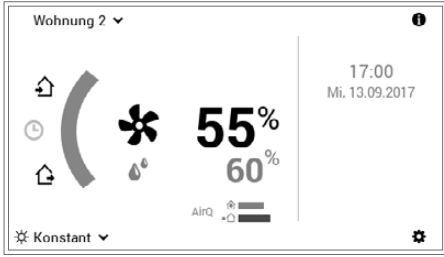 Wohnung 2
17:00
Mi, 13.09.2017
55%
60%
AirQ
Konstant